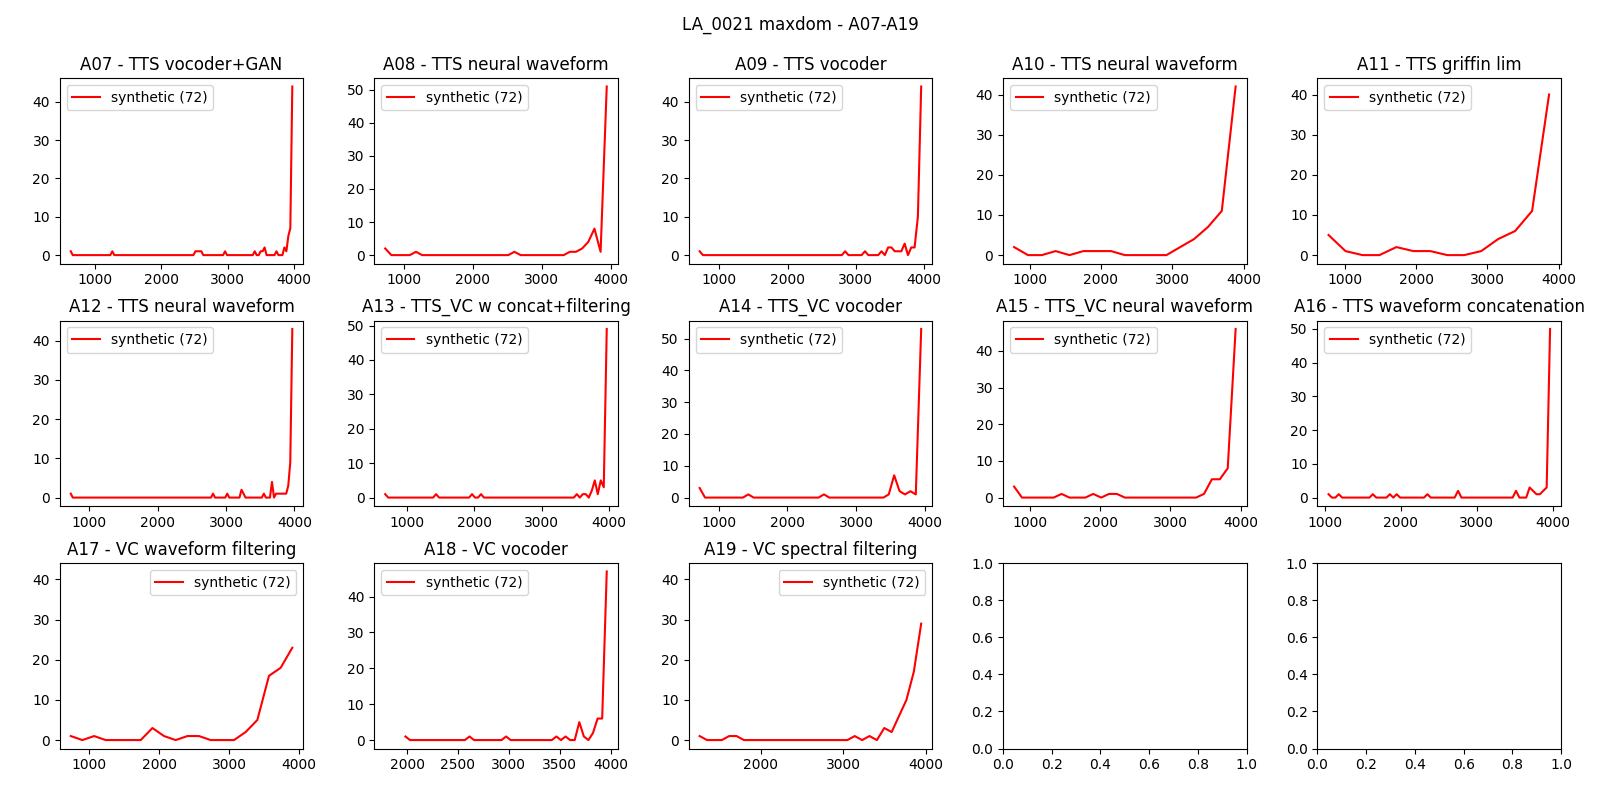 LA_0021 maxdom - A07-A19
A07 - TTS vocoder+GAN
synthetic (72)
40
30
20
10
0
1000 2000 3000 4000
A08 - TTS neural waveform
synthetic (72)
50
40
30
20
10
0
1000 2000 3000 4000
A09 - TTS vocoder
synthetic (72)
40
30
20
10
0
1000 2000 3000 4000
A10 - TTS neural waveform
synthetic (72)
40
30
20
10
0
1000 2000 3000 4000
A11 - TTS griffin lim
synthetic (72)
40
30
20
10
0
1000 2000 3000 4000
A12 - TTS neural waveform
synthetic (72)
40
30
20
10
0
1000 2000 3000 4000
A13 - TTS_VC w concat+filtering
synthetic (72)
50
40
30
20
10
0
1000 2000 3000 4000
A14 - TTS_VC vocoder
synthetic (72)
50
40
30
20
10
0
1000 2000 3000 4000
A15 - TTS_VC neural waveform
synthetic (72)
40
30
20
10
0
1000 2000 3000 4000
A16 - TTS waveform concatenation
synthetic (72)
50
40
30
20
10
0
1000 2000 3000 4000
A17 - VC waveform filtering
synthetic (72)
40
30
20
10
0
1000 2000 3000 4000
A18 - VC vocoder
synthetic (72)
40
30
20
10
0
2000 2500 3000 3500 4000
A19 - VC spectral filtering
synthetic (72)
40
30
20
10
0
2000 3000 4000
1.0
0.8
0.6
0.4
0.2
0.0
0.0 0.2 0.4 0.6 0.8 1.0
1.0
0.8
0.6
0.4
0.2
0.0
0.0 0.2 0.4 0.6 0.8 1.0